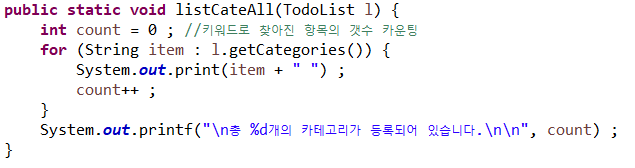 public static void listCateAll(TodoList l) {
    int count = 0 ; //키워드로 찾아진 항목의 갯수 카운팅
    for (String item : l.getCategories()) {
        System.out.print(item + " ") ;
        count++ ;
    }
    System.out.printf("\n총 %d개의 카테고리가 등록되어 있습니다.\n\n", count) ;
}